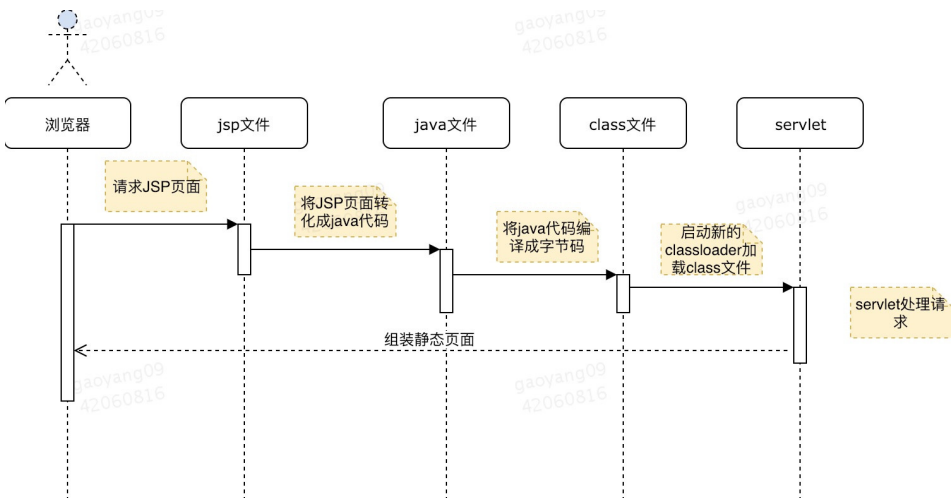 gaoyang09
42060816
gaoyang09
42060816
浏览器
jsp文件
java文件
class文件
servlet
请求JSP页面
将JSP页面转
化成java代码
将java代码编
译成字节码
启动新的
classloader加
载class文件
gaoyang09
servlet处理请
求
组装静态页面
gaoyang09
42060816
gaoyang09
42060816